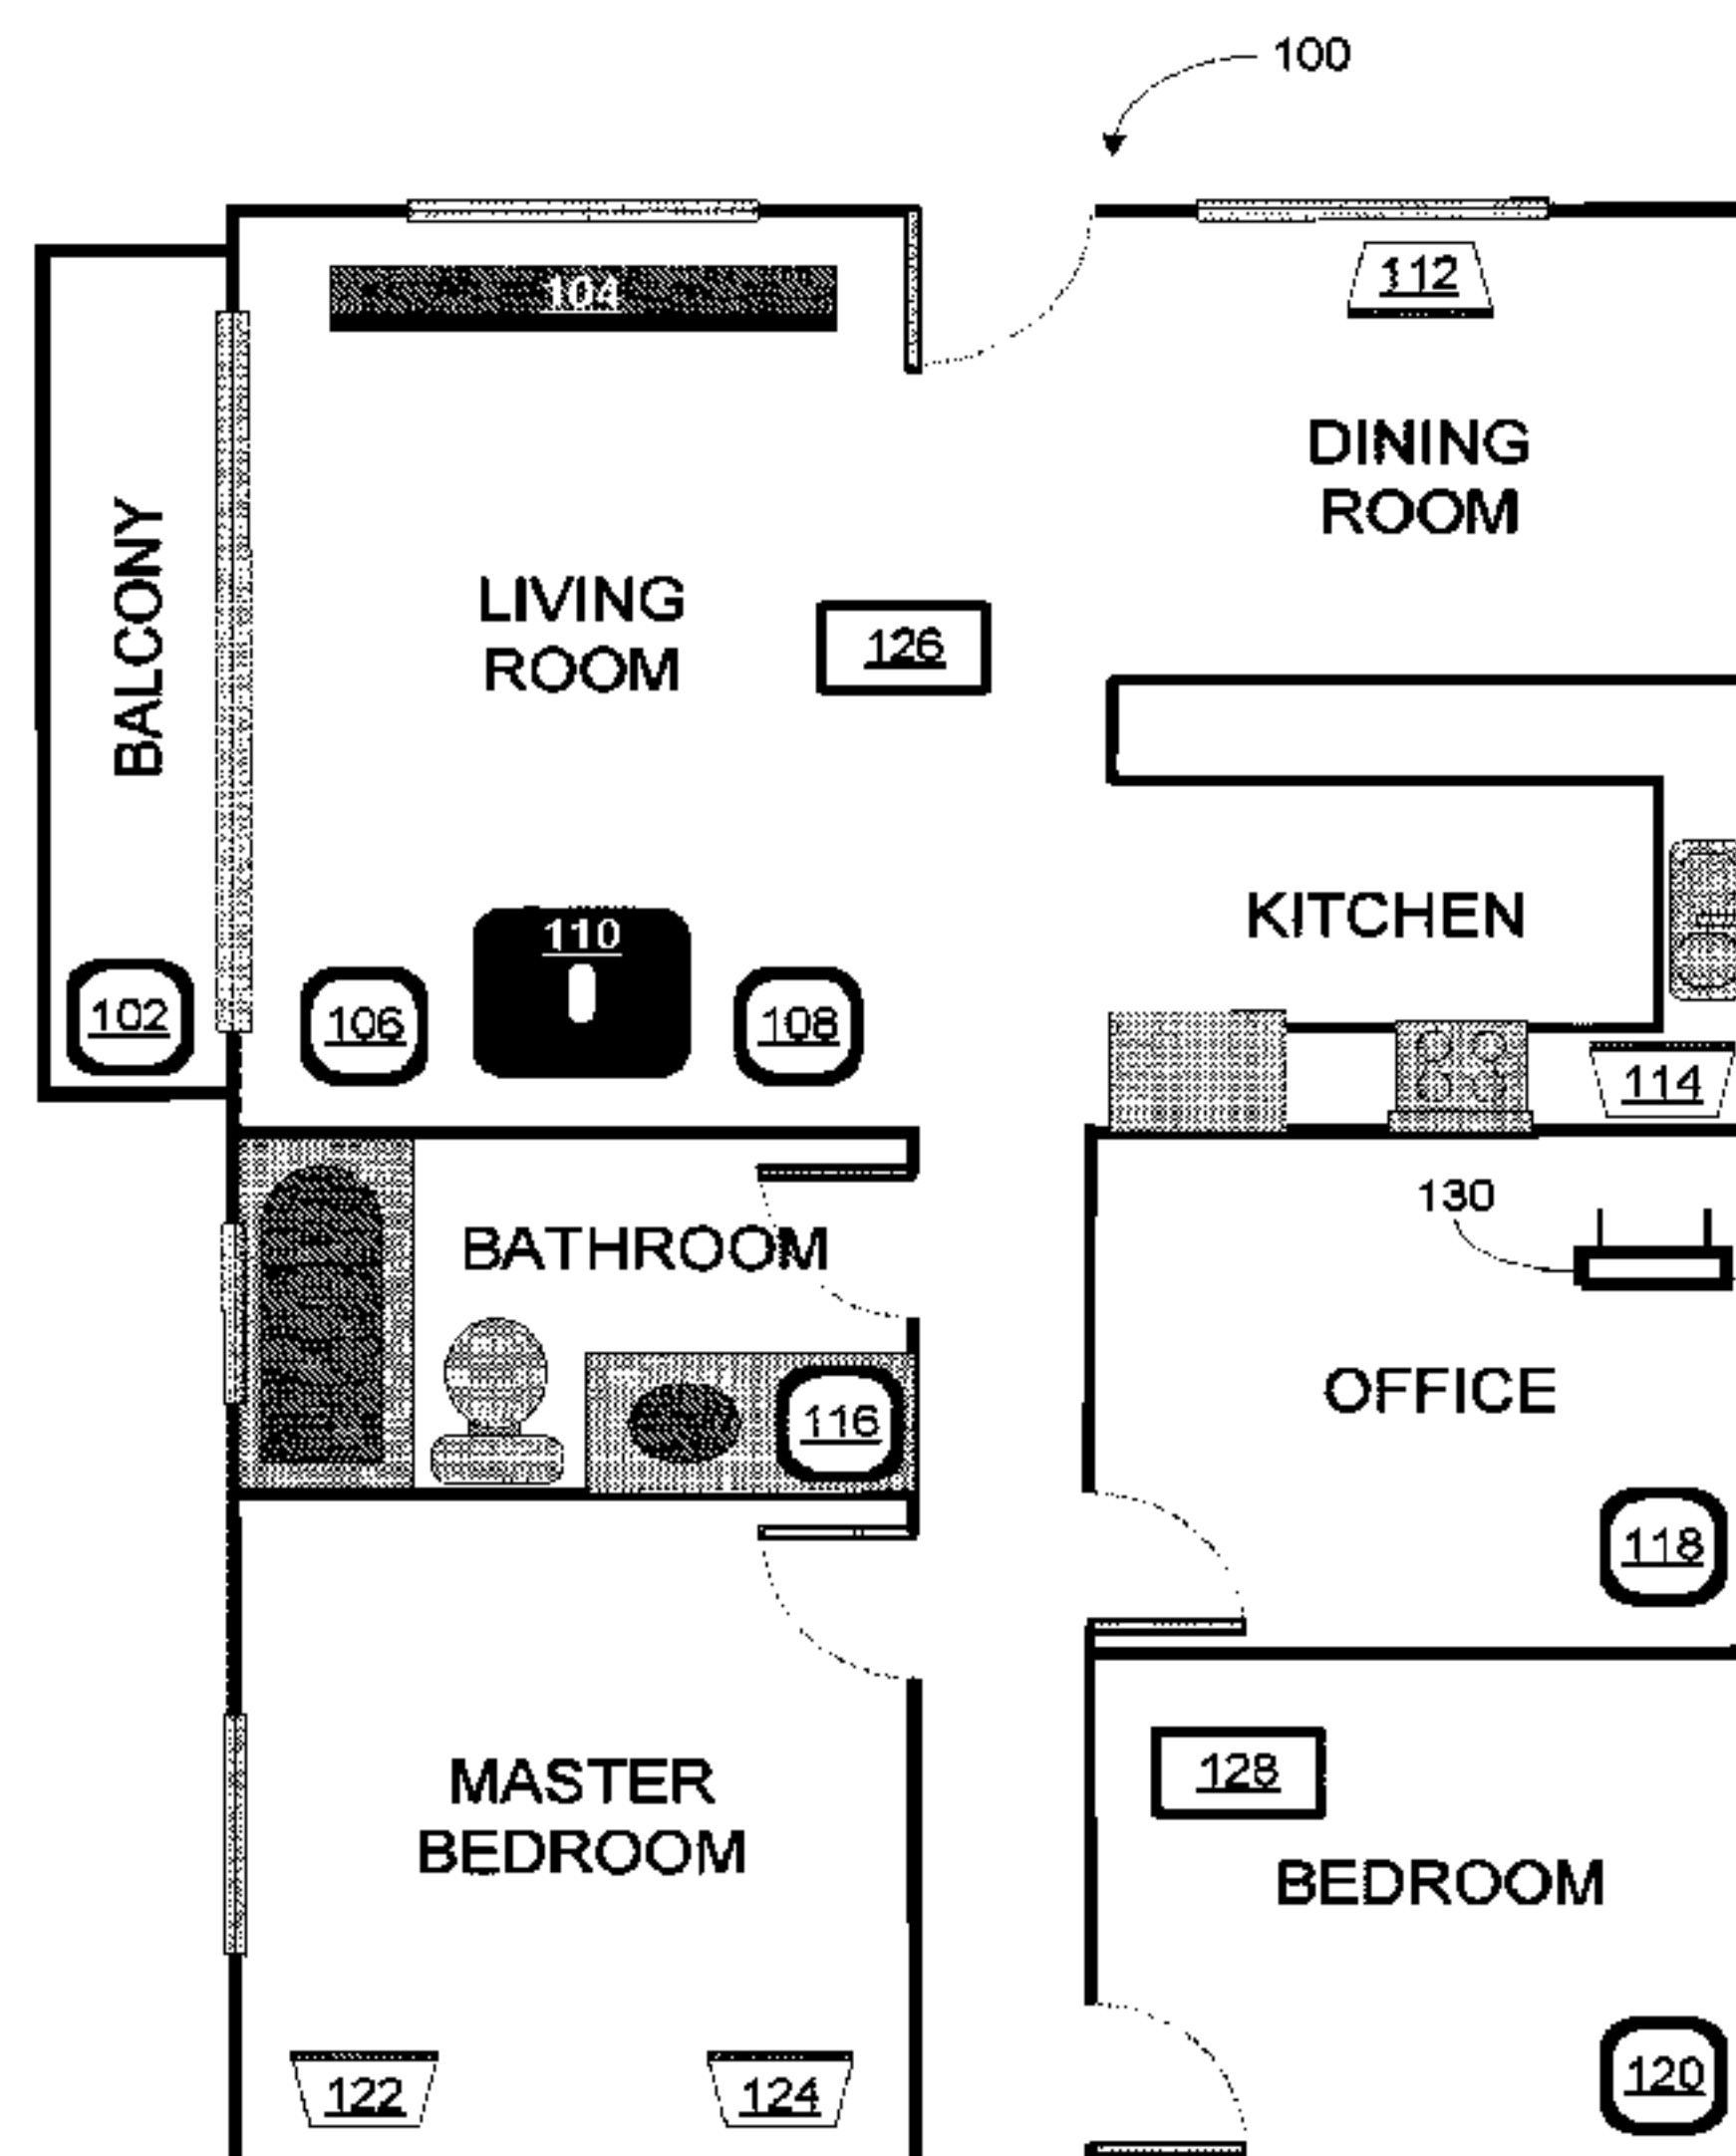 100
104
112
DINING
ROOM
BALCONY
LIVING
ROOM
126
KITCHEN
110
102
106
108
114
130
BATHROOM
OFFICE
116
118
MASTER
BEDROOM
128
BEDROOM
122
124
120